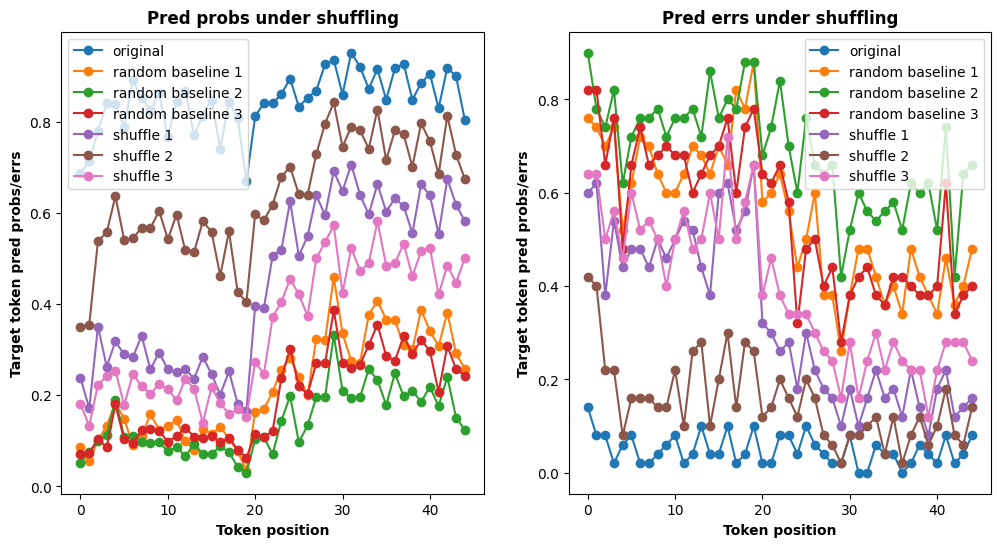 Pred probs under shuffling
Target token pred probs/errs
0.8
0.6
0.4
0.2
0.0
original
random baseline 1
random baseline 2
random baseline 3
shuffle 1
shuffle 2
shuffle 3
0 10 20 30 40
Token position
Pred errs under shuffling
Target token pred probs/errs
0.8
0.6
0.4
0.2
0.0
original
random baseline 1
random baseline 2
random baseline 3
shuffle 1
shuffle 2
shuffle 3
0 10 20 30 40
Token position